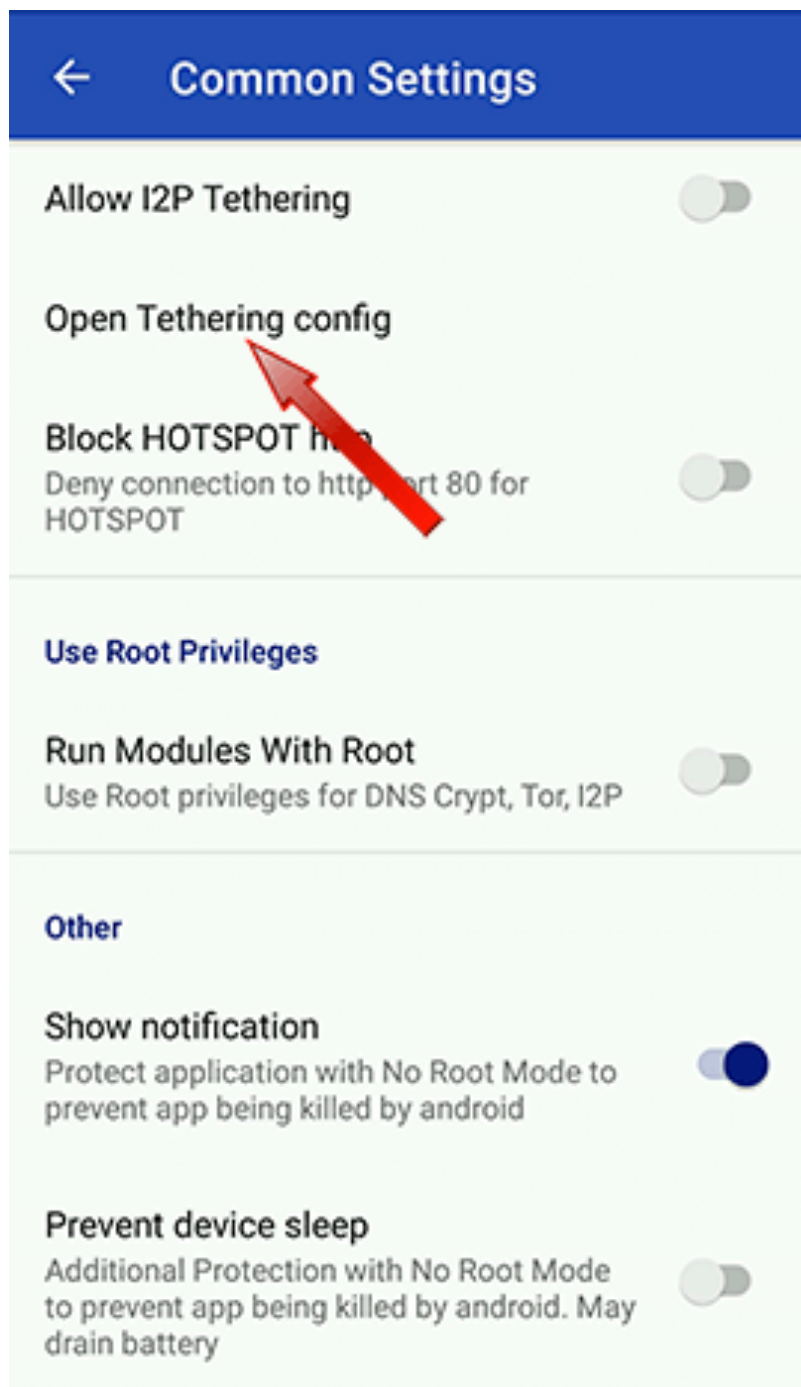 Common Settings
Allow I2P Tethering
Open Tethering config
Block HOTSPOT
Deny connection to http port 80 for
HOTSPOT
Use Root Privileges
Run Modules With Root
Use Root privileges for DNS Crypt, Tor, I2P
Other
Show notification
Protect application with No Root Mode to
prevent app being killed by android
Prevent device sleep
Additional Protection with No Root Mode
to prevent app being killed by android. May
drain battery